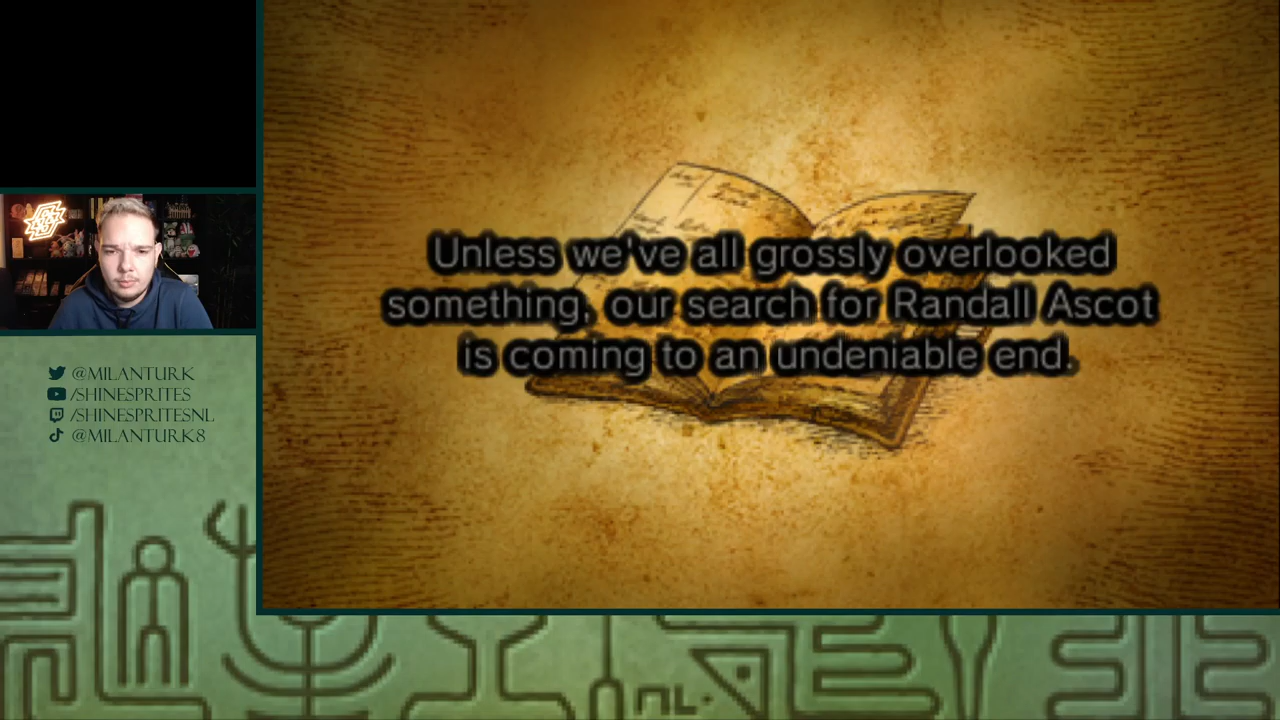 Unless we've all grossly overlooked
something, our search for Randall Ascot
is coming to an undeniable end.
@MILANTURK
/SHINESPRITES
/SHINESPRITESNL
@MILANTURK8